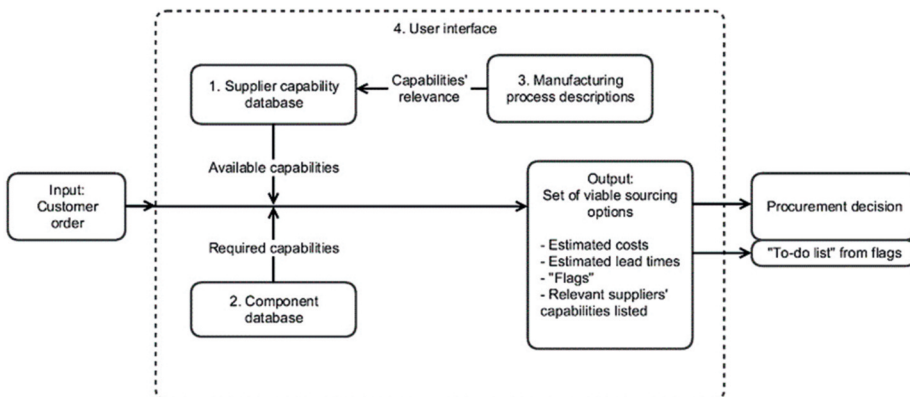 4. User interface
1. Supplier capability
database
Capabilities'
relevance
3. Manufacturing
process descriptions
Available capabilities
Input:
Customer
order
Required capabilities
2. Component
database
Output:
Set of viable sourcing
options
- Estimated costs
- Estimated lead times
- "Flags"
- Relevant suppliers'
capabilities listed
Procurement decision
"To-do list" from flags